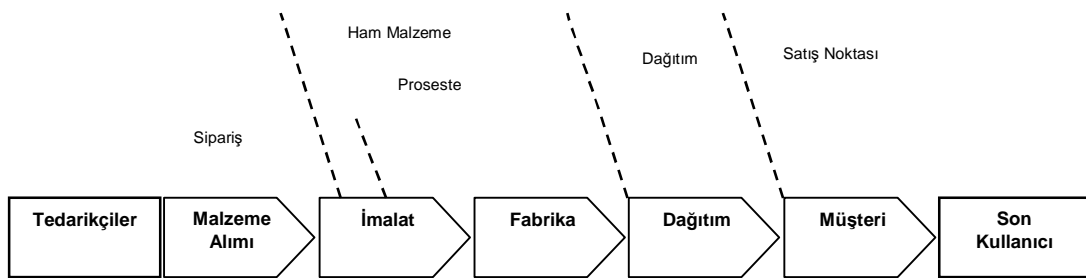 Ham Malzeme
Proseste
Dağıtım
Satış Noktası
Sipariş
Tedarikçiler
Malzeme
Alımı
İmalat
Fabrika
Dağıtım
Müşteri
Son
Kullanıcı